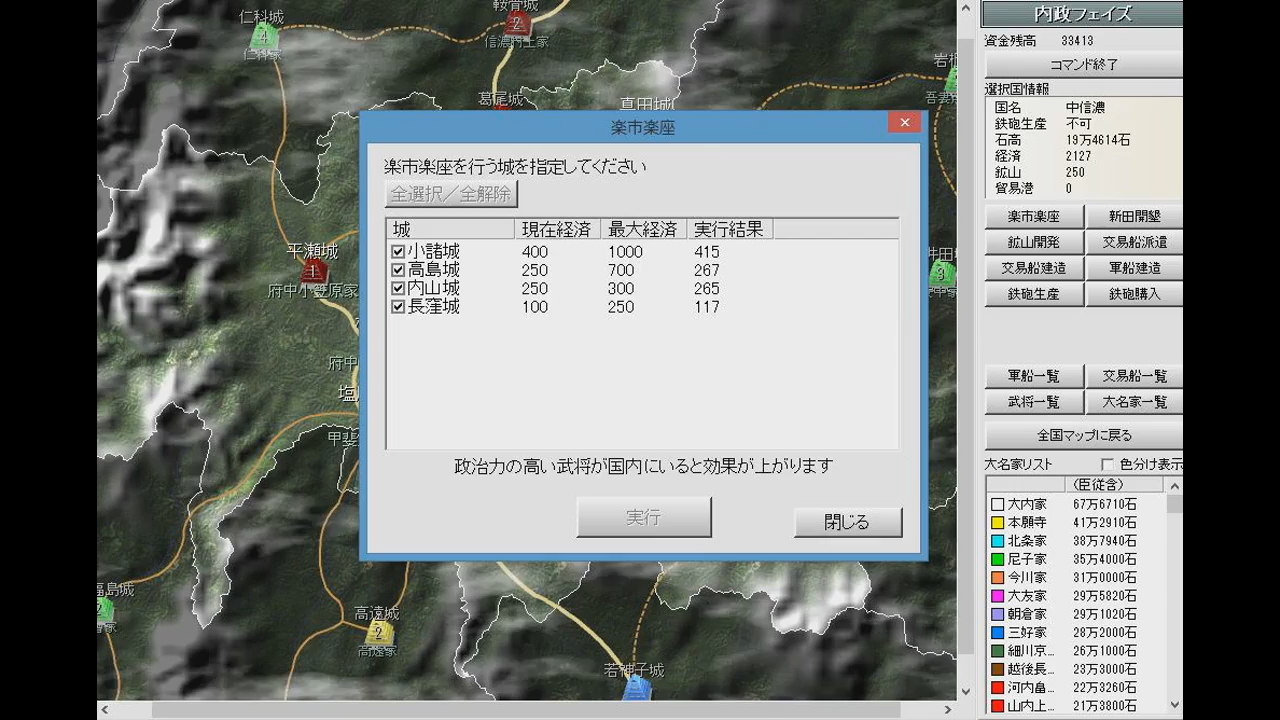 仁科城
4
仁科家
鞍骨城
2
信濃村上家
葛尾城
真田城
平瀬城
1
府中小笠原家
府中
甲斐
高遠城
2
高遠家
若神子城
福島城
楽市楽座
楽市楽座を行う城を指定してください
全選択／全解除
城 現在経済 最大経済 実行結果
小諸城 400 1000 415
高島城 250 700 267
内山城 250 300 265
長窪城 100 250 117
政治力の高い武将が国内にいると効果が上がります
実行
閉じる
内政フェイズ
資金残高 33413
コマンド終了
選択国情報
国名 中信濃
鉄砲生産 不可
石高 19万4614石
経済 2127
鉱山 250
貿易港 0
楽市楽座 新田開墾
鉱山開発 交易船派遣
交易船建造 軍船建造
鉄砲生産 鉄砲購入
軍船一覧 交易船一覧
武将一覧 大名家一覧
全国マップに戻る
大名家リスト 色分け表示
（臣従含）
大内家 67万6710石
本願寺 41万2910石
北条家 38万7940石
尼子家 35万4000石
今川家 31万0000石
大友家 29万5820石
朝倉家 29万1020石
三好家 28万2000石
細川京... 26万1000石
越後長... 23万3000石
河内畠... 22万3260石
山内上... 21万3800石